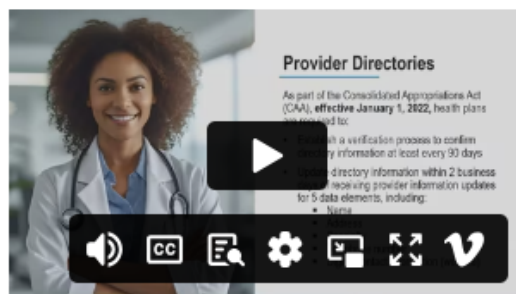 Provider Directories
As part of the Consolidated Appropriations Act
(CAA), effective January 1, 2022, health plans
are required to:
a verification process to confirm
directory information at least every 90 days
Update directory information within 2 business
of receiving provider information updates
for 5 data elements, including:
Name
CC